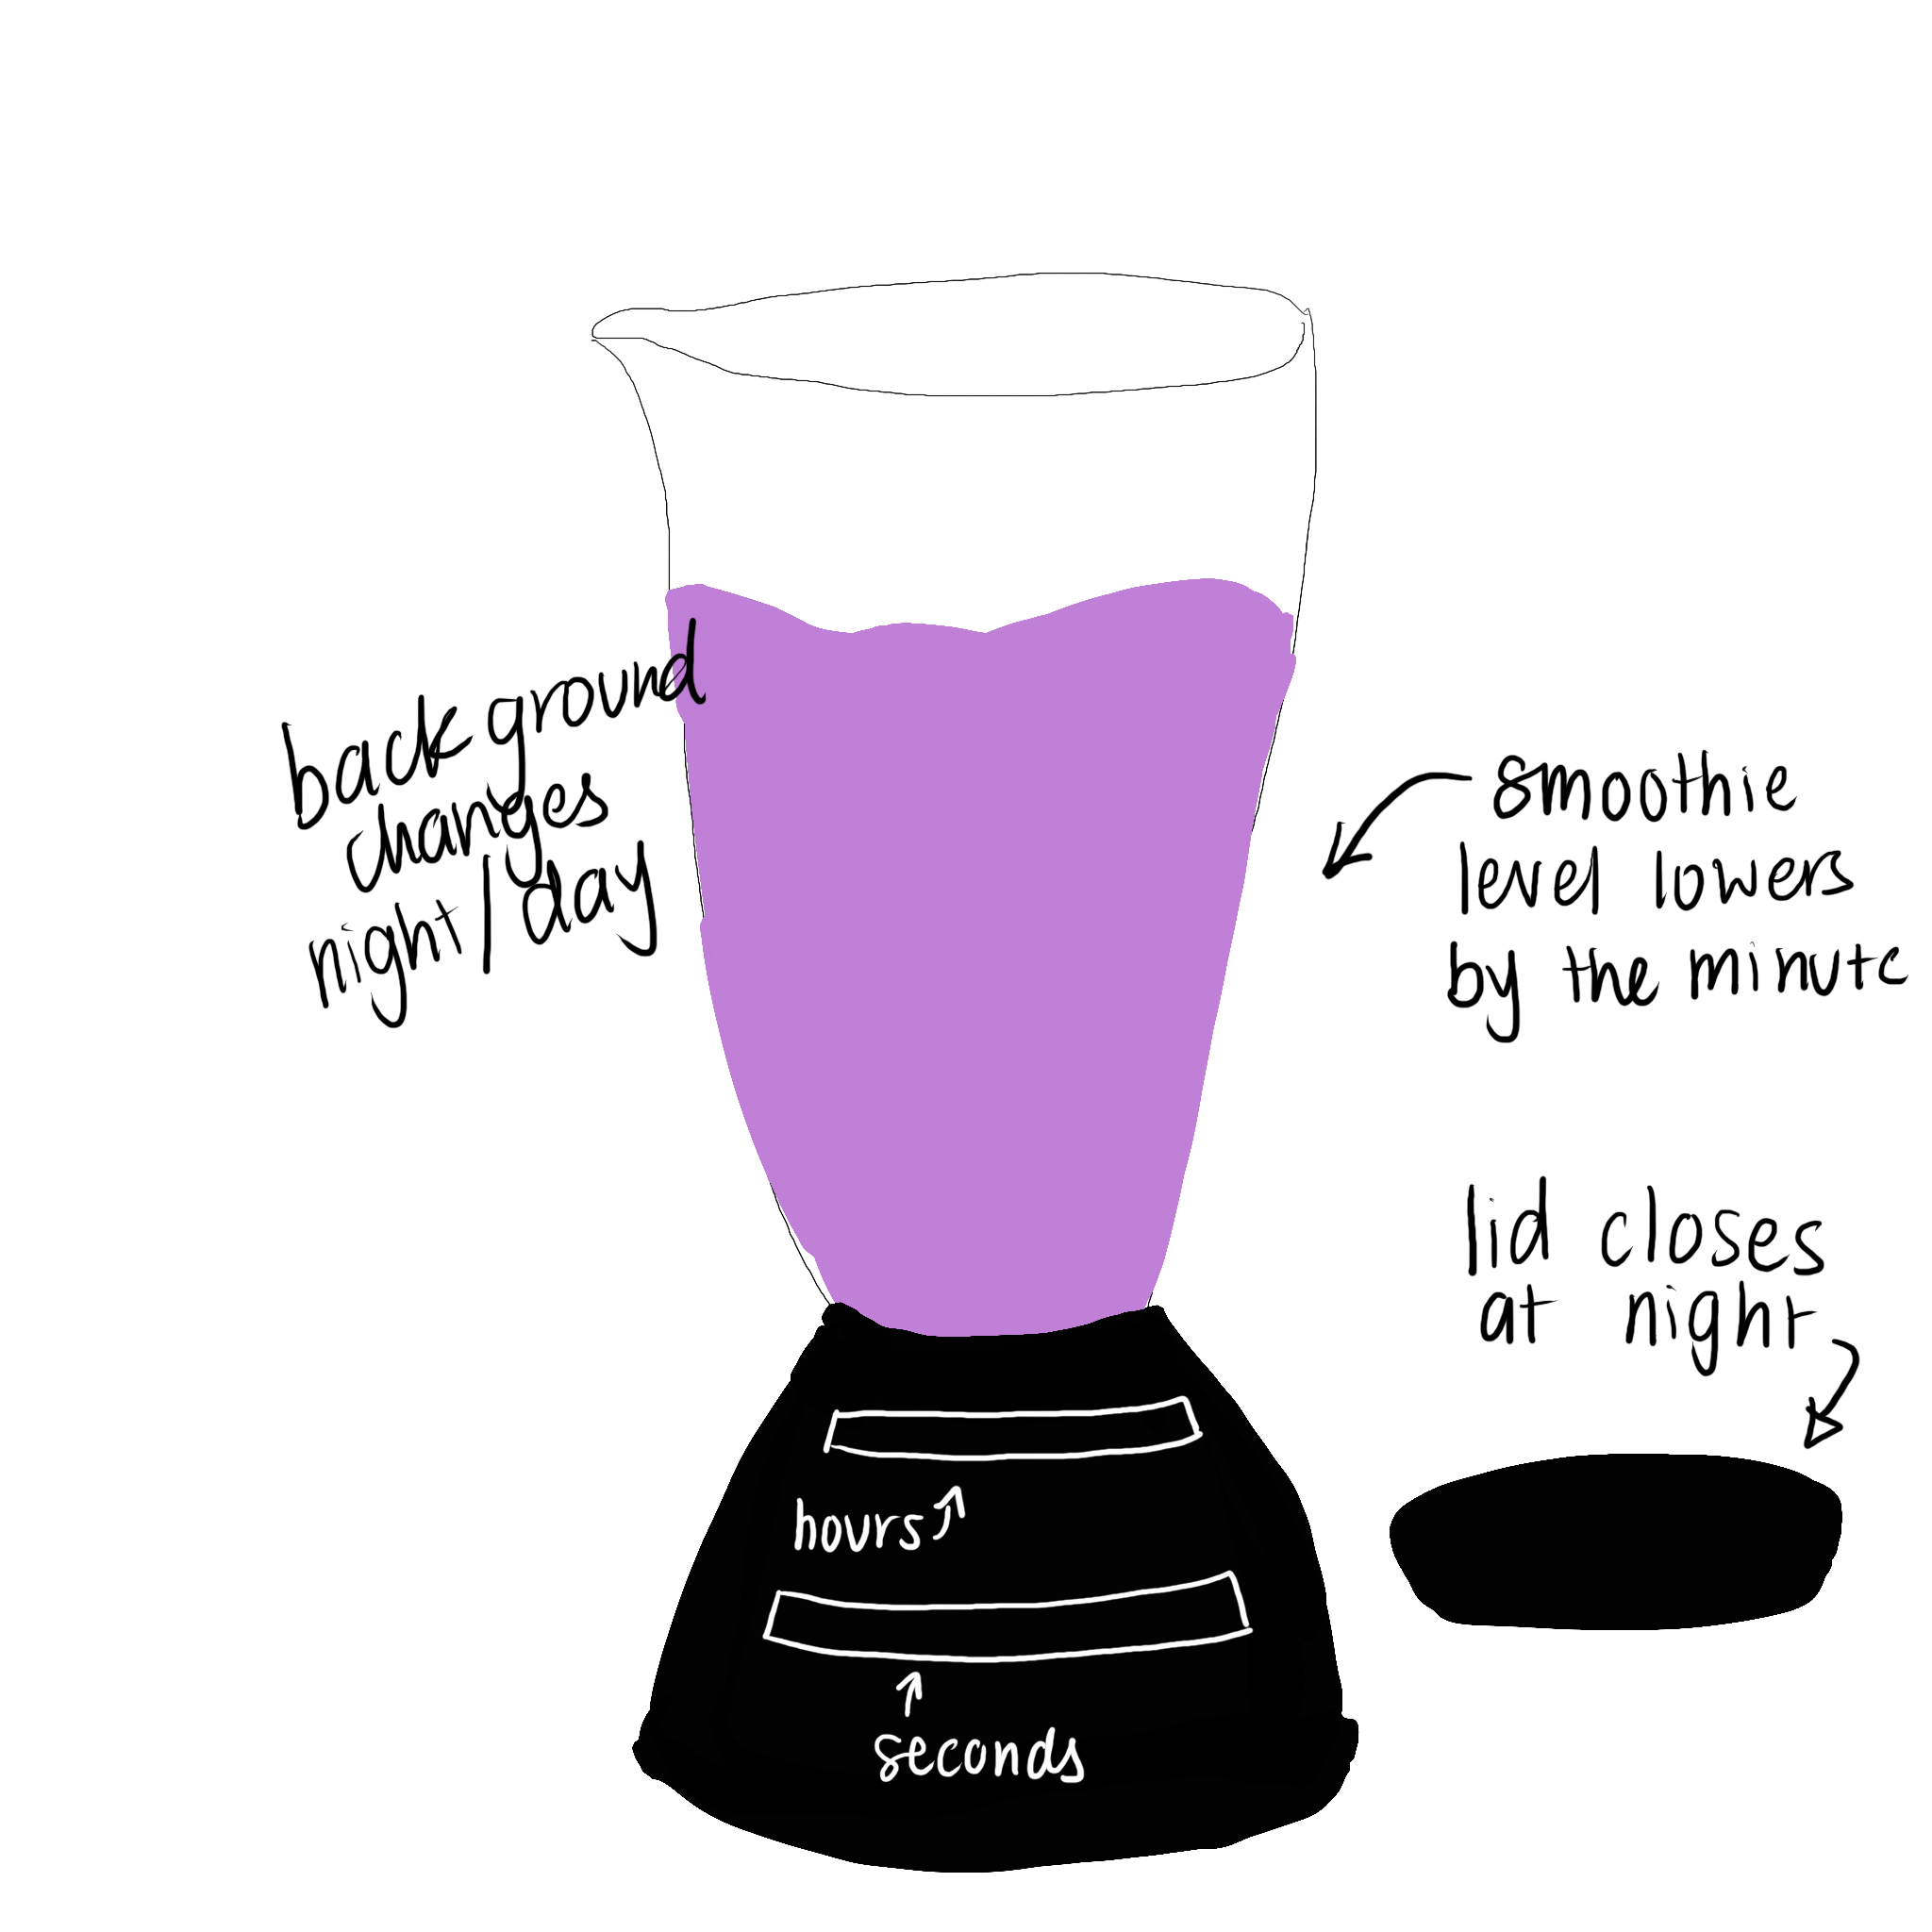 background
changes
night/day
smoothie
level lowers
by the minute
lid closes
at night
hours
seconds